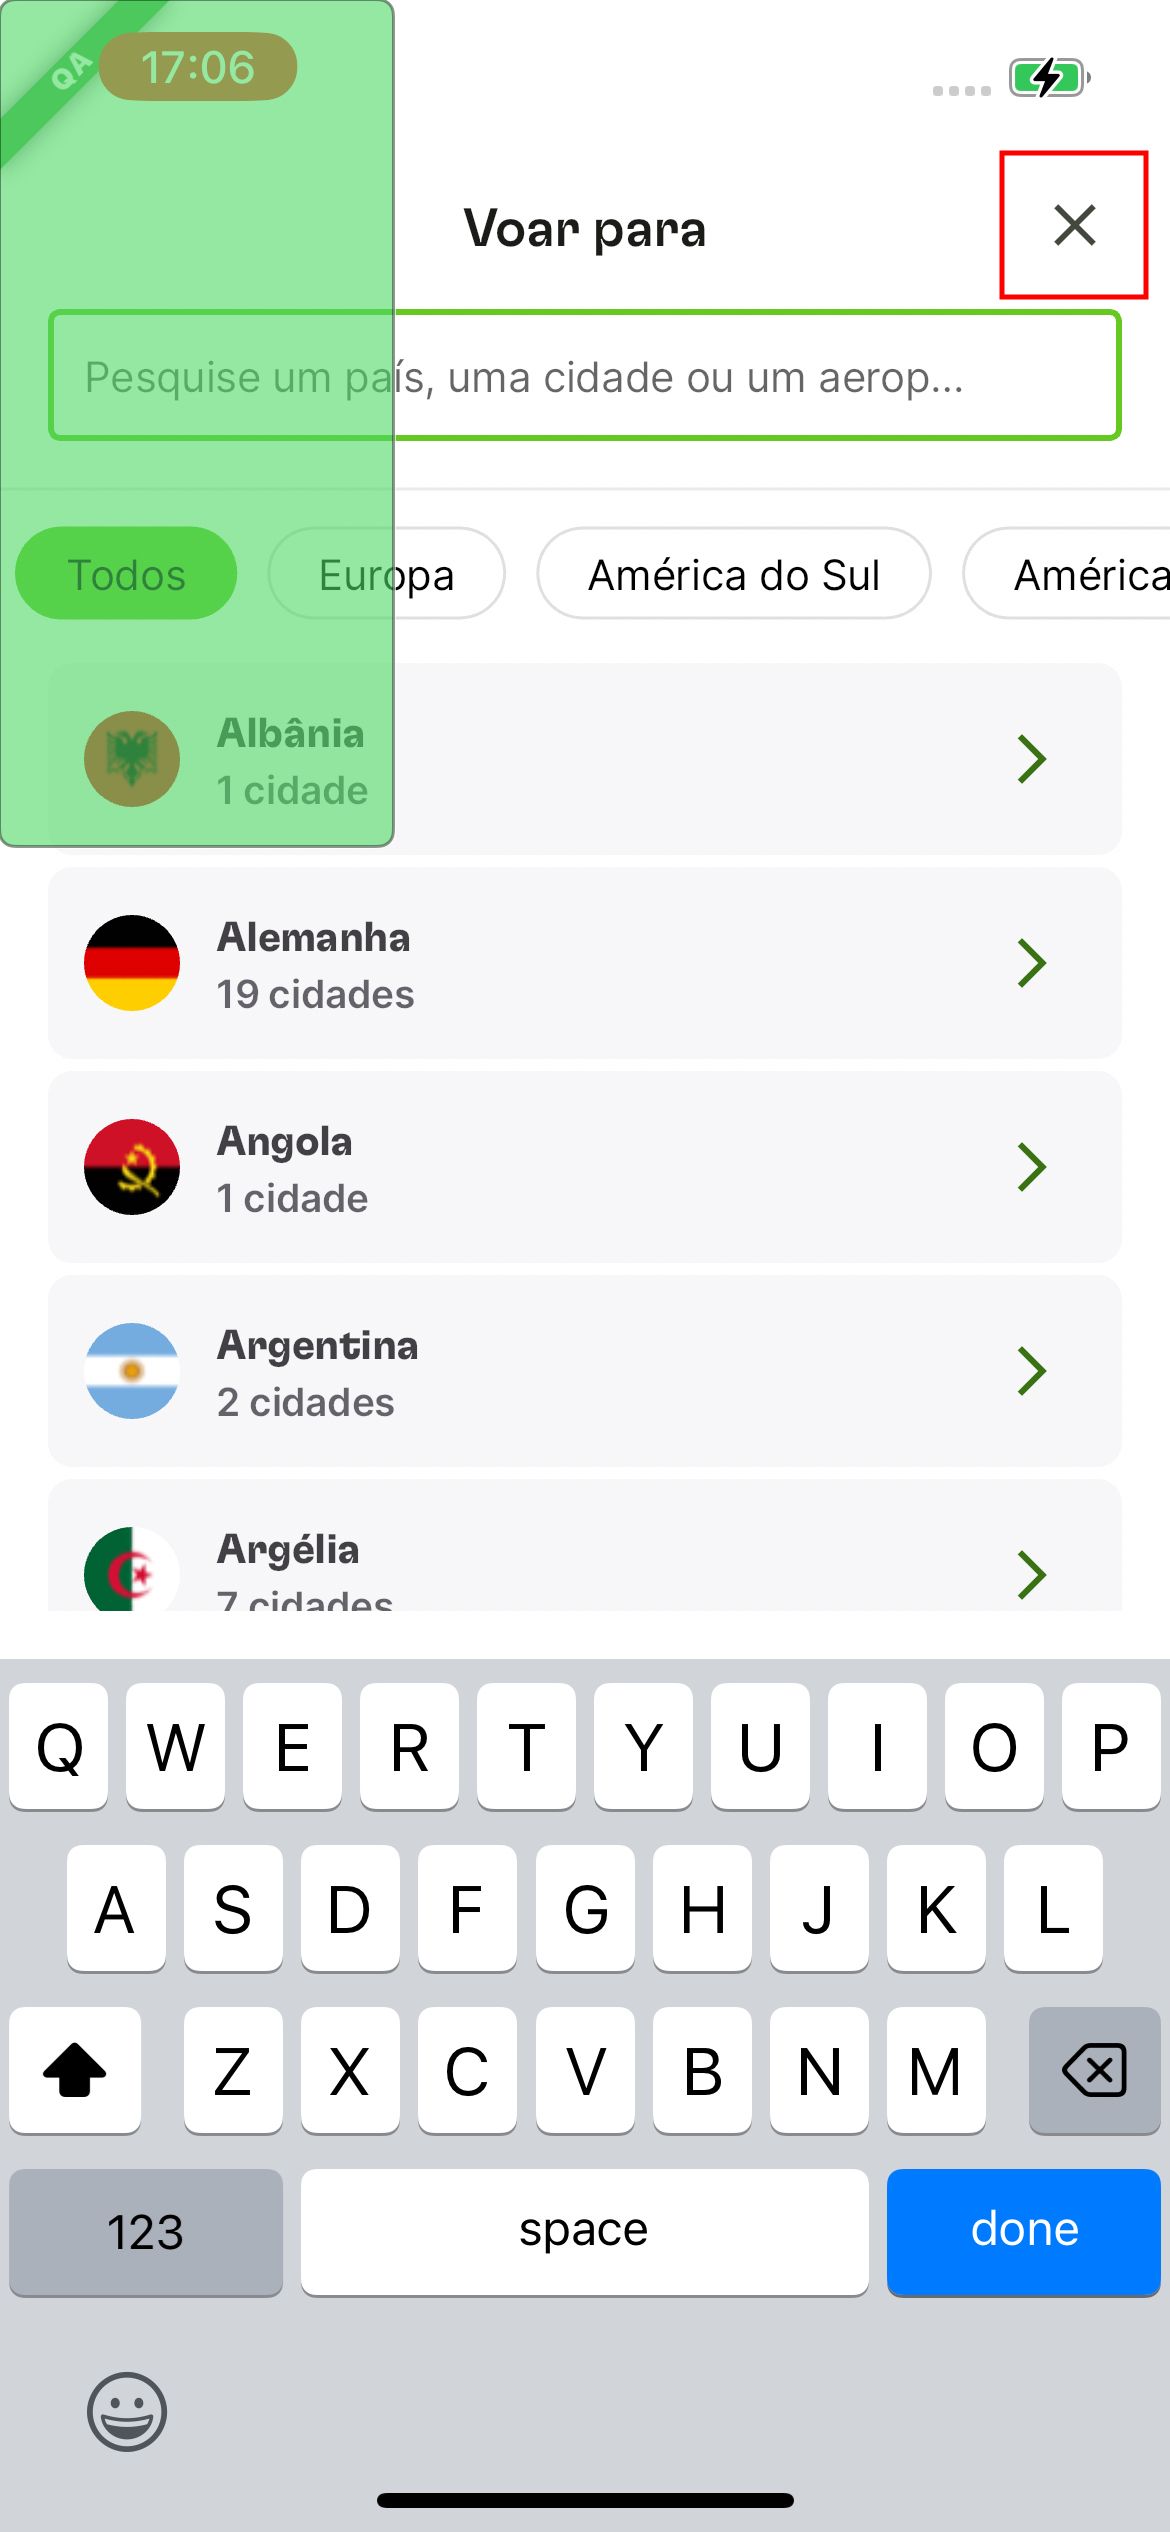 QA
17:06
Voar para
Pesquise um país, uma cidade ou um aerop...
Todos Europa América do Sul América
Albânia
1 cidade
Alemanha
19 cidades
Angola
1 cidade
Argentina
2 cidades
Argélia
7 cidades
Q W E R T Y U I O P
A S D F G H J K L
Z X C V B N M
123 space done